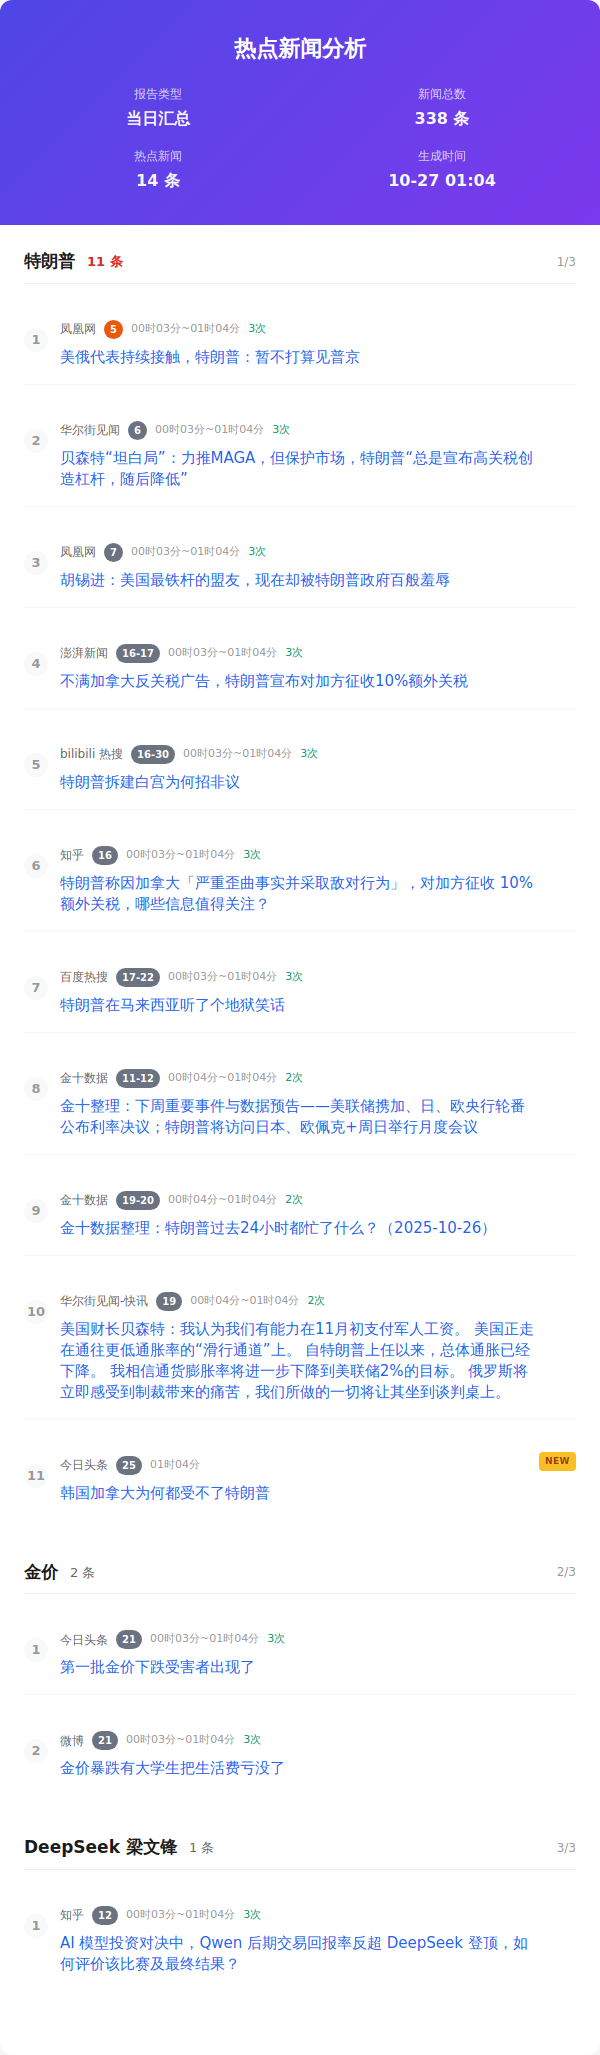 热点新闻分析
报告类型
新闻总数
当日汇总
338 条
热点新闻
生成时间
14 条
10-27 01:04
特朗普 11 条 1/3
1
凤凰网 5 00时03分~01时04分 3次
美俄代表持续接触，特朗普：暂不打算见普京
2
华尔街见闻 6 00时03分~01时04分 3次
贝森特“坦白局”：力推MAGA，但保护市场，特朗普“总是宣布高关税创
造杠杆，随后降低”
3
凤凰网 7 00时03分~01时04分 3次
胡锡进：美国最铁杆的盟友，现在却被特朗普政府百般羞辱
4
澎湃新闻 16-17 00时03分~01时04分 3次
不满加拿大反关税广告，特朗普宣布对加方征收10%额外关税
5
bilibili 热搜 16-30 00时03分~01时04分 3次
特朗普拆建白宫为何招非议
6
知乎 16 00时03分~01时04分 3次
特朗普称因加拿大「严重歪曲事实并采取敌对行为」，对加方征收 10%
额外关税，哪些信息值得关注？
7
百度热搜 17-22 00时03分~01时04分 3次
特朗普在马来西亚听了个地狱笑话
8
金十数据 11-12 00时04分~01时04分 2次
金十整理：下周重要事件与数据预告——美联储携加、日、欧央行轮番
公布利率决议；特朗普将访问日本、欧佩克+周日举行月度会议
9
金十数据 19-20 00时04分~01时04分 2次
金十数据整理：特朗普过去24小时都忙了什么？（2025-10-26）
10
华尔街见闻-快讯 19 00时04分~01时04分 2次
美国财长贝森特：我认为我们有能力在11月初支付军人工资。 美国正走
在通往更低通胀率的“滑行通道”上。 自特朗普上任以来，总体通胀已经
下降。 我相信通货膨胀率将进一步下降到美联储2%的目标。 俄罗斯将
立即感受到制裁带来的痛苦，我们所做的一切将让其坐到谈判桌上。
11
今日头条 25 01时04分 NEW
韩国加拿大为何都受不了特朗普
金价 2 条 2/3
1
今日头条 21 00时03分~01时04分 3次
第一批金价下跌受害者出现了
2
微博 21 00时03分~01时04分 3次
金价暴跌有大学生把生活费亏没了
DeepSeek 梁文锋 1 条 3/3
1
知乎 12 00时03分~01时04分 3次
AI 模型投资对决中，Qwen 后期交易回报率反超 DeepSeek 登顶，如
何评价该比赛及最终结果？